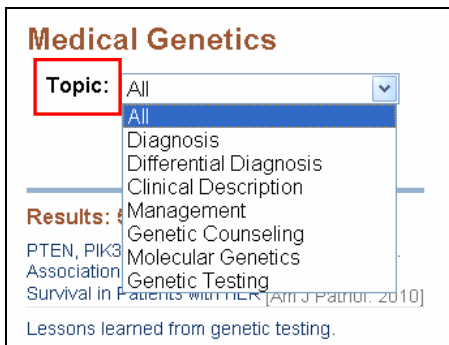 Medical Genetics
Topic: All
All
Diagnosis
Differential Diagnosis
Clinical Description
Management
Genetic Counseling
Molecular Genetics
Genetic Testing
Results:
PTEN, PIK3
Association
Survival in Patients with HER [Am J Pathol. 2010]
Lessons learned from genetic testing.